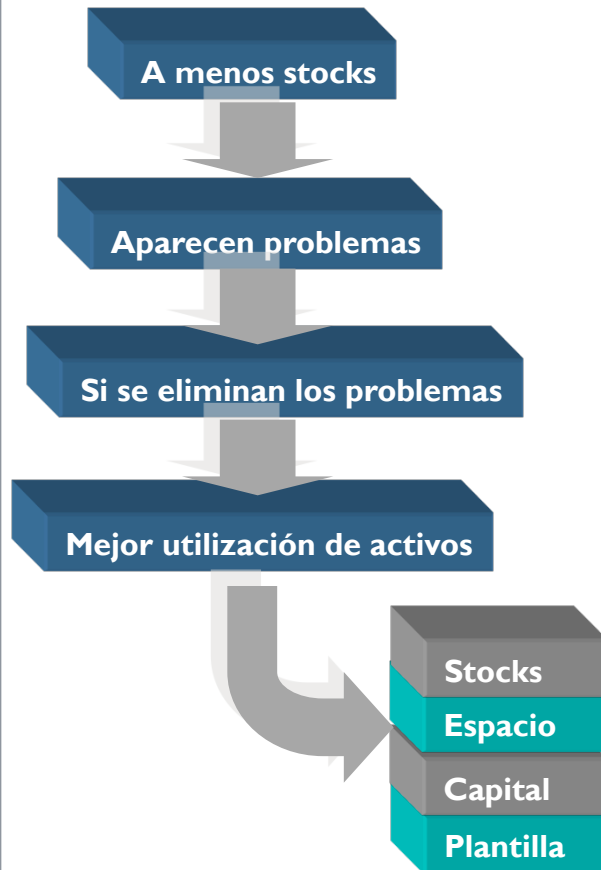 A menos stocks
Aparecen problemas
Si se eliminan los problemas
Mejor utilización de activos
Stocks
Espacio
Capital
Plantilla